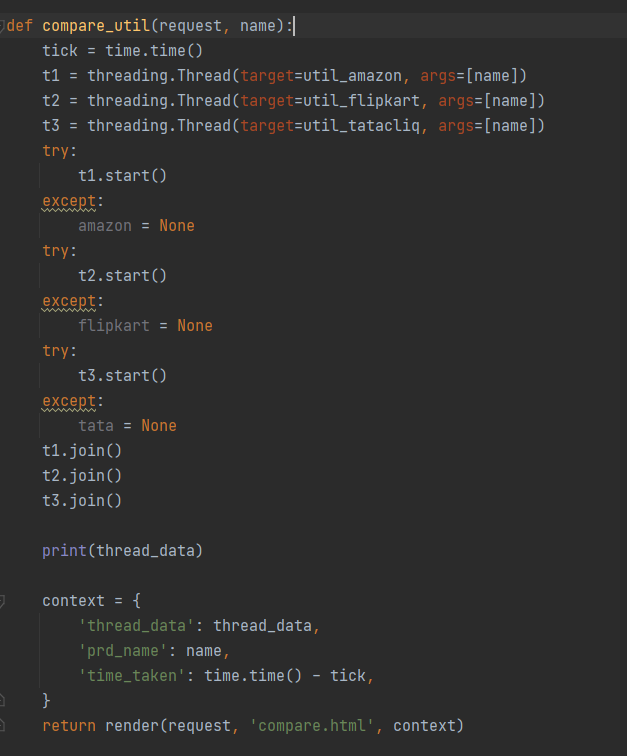 def compare_util(request, name):
    tick = time.time()
    t1 = threading.Thread(target=util_amazon, args=[name])
    t2 = threading.Thread(target=util_flipkart, args=[name])
    t3 = threading.Thread(target=util_tatacliq, args=[name])
    try:
        t1.start()
    except:
        amazon = None
    try:
        t2.start()
    except:
        flipkart = None
    try:
        t3.start()
    except:
        tata = None
    t1.join()
    t2.join()
    t3.join()

    print(thread_data)

    context = {
        'thread_data': thread_data,
        'prd_name': name,
        'time_taken': time.time() - tick,
    }
    return render(request, 'compare.html', context)